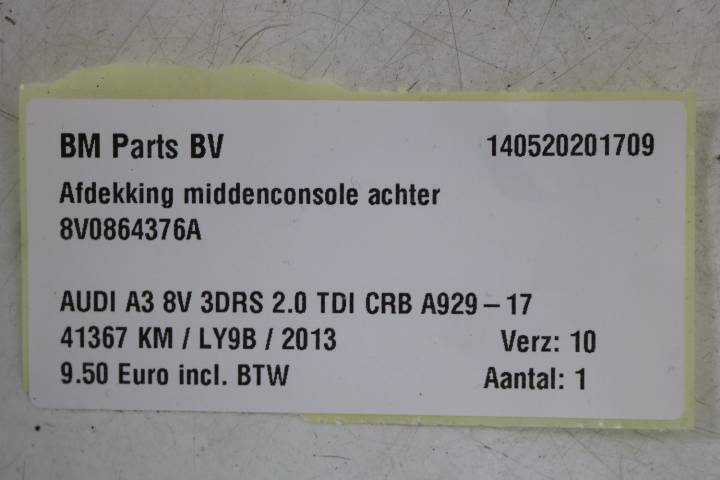 BM Parts BV 140520201709
Afdekking middenconsole achter
8V0864376A
AUDI A3 8V 3DRS 2.0 TDI CRB A929 – 17
41367 KM / LY9B / 2013 Verz: 10
9.50 Euro incl. BTW Aantal: 1